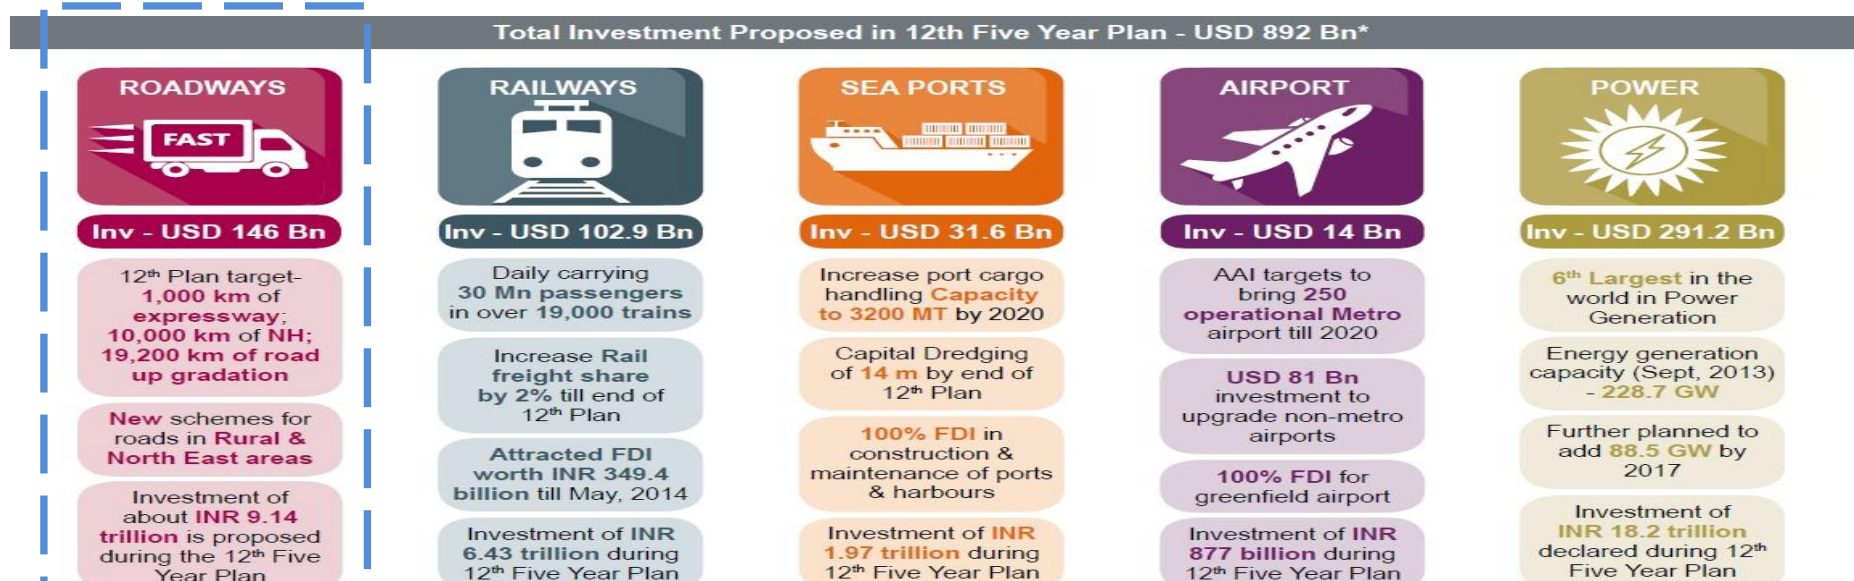 Total Investment Proposed in 12th Five Year Plan - USD 892 Bn*
ROADWAYS
FAST
Inv - USD 146 Bn
12th Plan target-
1,000 km of
expressway;
10,000 km of NH;
19,200 km of road
up gradation
New schemes for
roads in Rural &
North East areas
Investment of
about INR 9.14
trillion is proposed
during the 12th Five
Year Plan
RAILWAYS
Inv - USD 102.9 Bn
Daily carrying
30 Mn passengers
in over 19,000 trains
Increase Rail
freight share
by 2% till end of
12th Plan
Attracted FDI
worth INR 349.4
billion till May, 2014
Investment of INR
6.43 trillion during
12th Five Year Plan
SEA PORTS
Inv - USD 31.6 Bn
Increase port cargo
handling Capacity
to 3200 MT by 2020
Capital Dredging
of 14 m by end of
12th Plan
100% FDI in
construction &
maintenance of ports
& harbours
Investment of INR
1.97 trillion during
12th Five Year Plan
AIRPORT
Inv - USD 14 Bn
AAI targets to
bring 250
operational Metro
airport till 2020
USD 81 Bn
investment to
upgrade non-metro
airports
100% FDI for
greenfield airport
Investment of INR
877 billion during
12th Five Year Plan
POWER
Inv - USD 291.2 Bn
6th Largest in the
world in Power
Generation
Energy generation
capacity (Sept, 2013)
- 228.7 GW
Further planned to
add 88.5 GW by
2017
Investment of
INR 18.2 trillion
declared during 12th
Five Year Plan